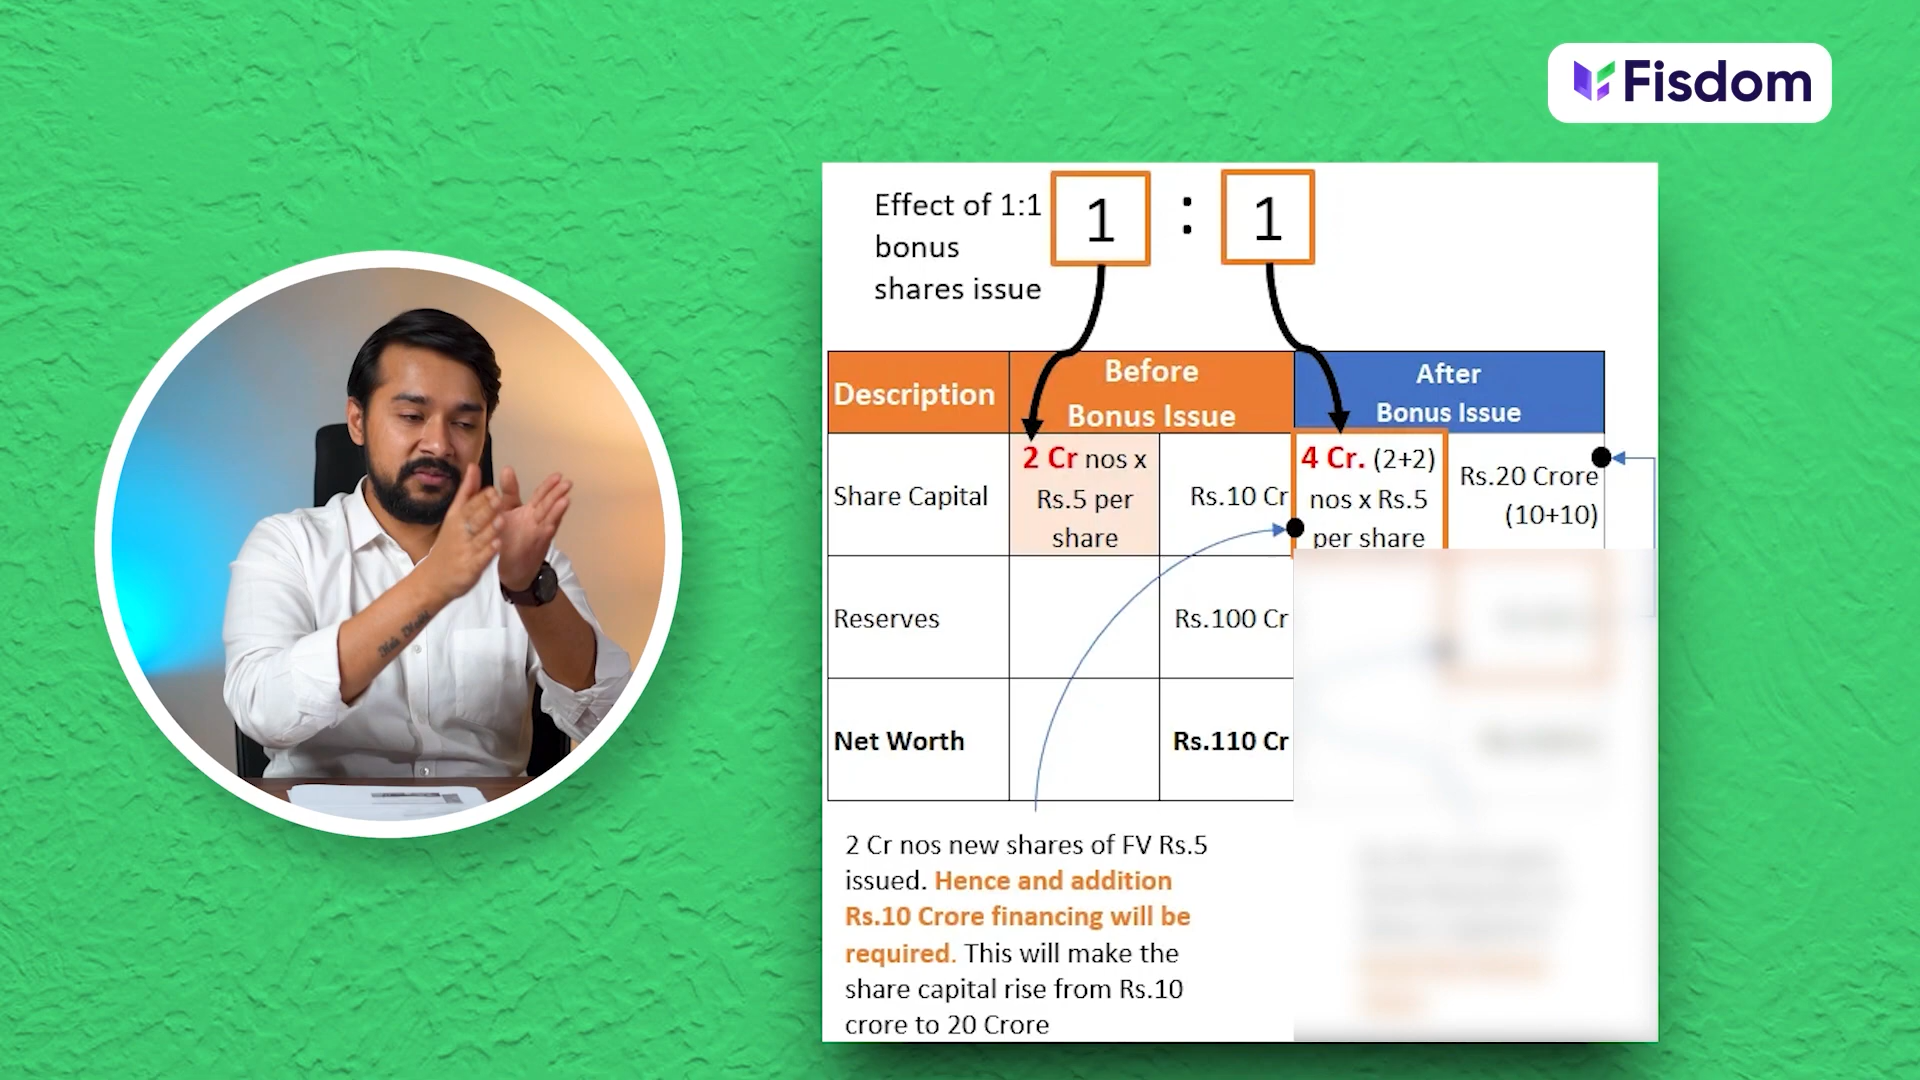 Fisdom
Effect of 1:1
bonus
shares issue
1 : 1
Description
Before
Bonus Issue
After
Bonus Issue
Share Capital
2 Cr nos x
Rs.5 per
share
Rs.10 Cr
4 Cr. (2+2)
nos x Rs.5
per share
Rs.20 Crore
(10+10)
Reserves
Rs.100 Cr
Net Worth
Rs.110 Cr
2 Cr nos new shares of FV Rs.5
issued. Hence and addition
Rs.10 Crore financing will be
required. This will make the
share capital rise from Rs.10
crore to 20 Crore